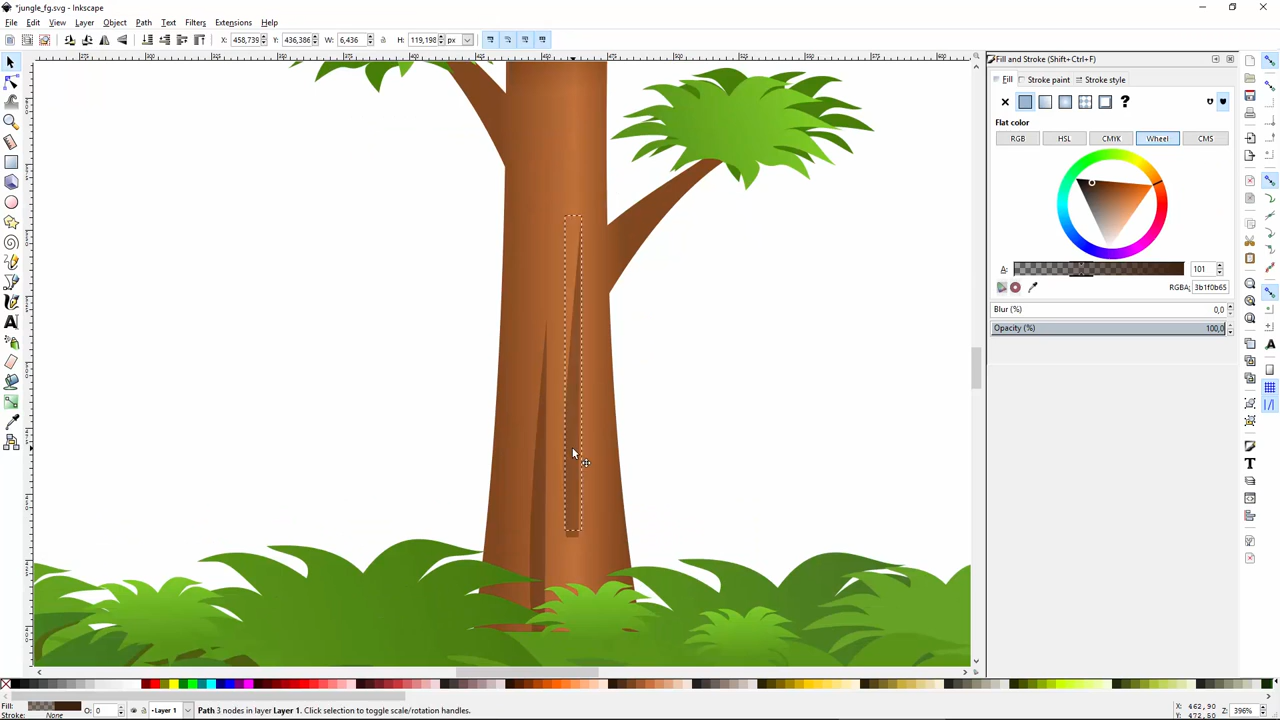 *jungle_fg.svg - Inkscape
File Edit View Layer Object Path Text Filters Extensions Help
X: 458,739 Y: 436,386 W: 6,436 H: 119,198 px
Fill and Stroke (Shift+Ctrl+F)
Fill Stroke paint Stroke style
Flat color
RGB HSL CMYK Wheel CMS
A: 101
RGBA: 3b1f0b65
Blur (%) 0,0
Opacity (%) 100,0
Fill:
Stroke: None
O: 0
Layer 1
Path 3 nodes in layer Layer 1. Click selection to toggle scale/rotation handles.
X: 462,90
Y: 472,50
Z: 396%